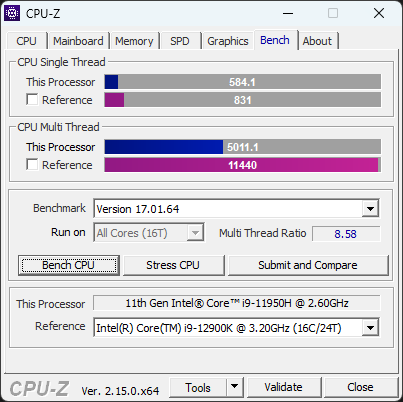 CPU-Z
CPU Mainboard Memory SPD Graphics Bench About
CPU Single Thread
This Processor 584.1
Reference 831
CPU Multi Thread
This Processor 5011.1
Reference 11440
Benchmark Version 17.01.64
Run on All Cores (16T) Multi Thread Ratio 8.58
Bench CPU Stress CPU Submit and Compare
This Processor 11th Gen Intel® Core™ i9-11950H @ 2.60GHz
Reference Intel(R) Core(TM) i9-12900K @ 3.20GHz (16C/24T)
CPU-Z Ver. 2.15.0.x64 Tools Validate Close